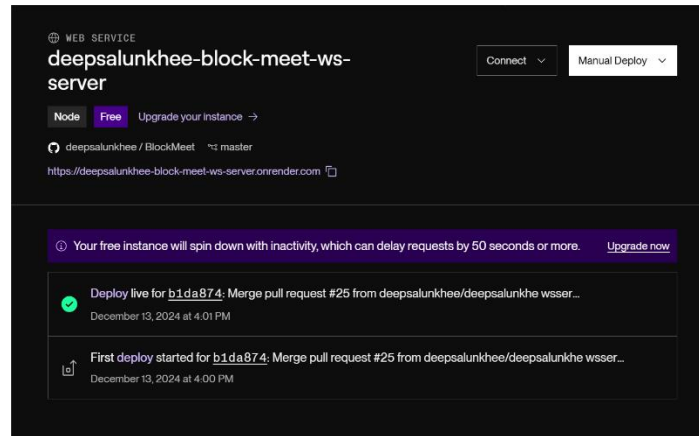 WEB SERVICE
deepsalunkhee-block-meet-ws-
server
Connect
Manual Deploy
Node
Free
Upgrade your instance →
deepsalunkhee / BlockMeet
master
https://deepsalunkhee-block-meet-ws-server.onrender.com
Your free instance will spin down with inactivity, which can delay requests by 50 seconds or more.
Upgrade now
Deploy live for b1da874: Merge pull request #25 from deepsalunkhee/deepsalunkhe wsser...
December 13, 2024 at 4:01 PM
First deploy started for b1da874: Merge pull request #25 from deepsalunkhee/deepsalunkhe wsser...
December 13, 2024 at 4:00 PM